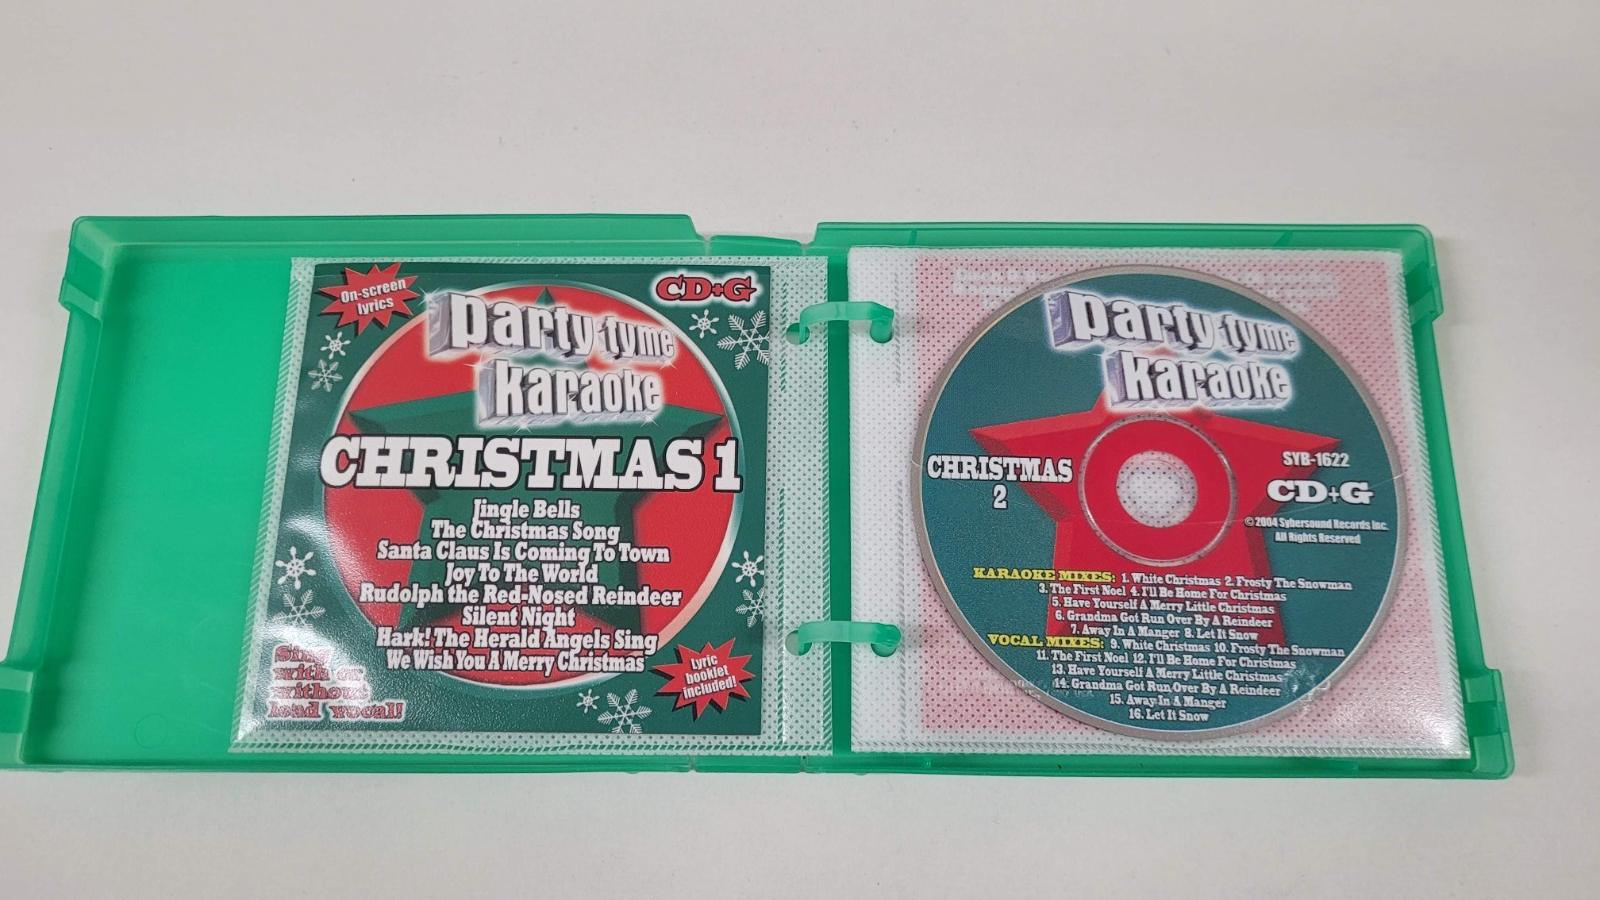 On-screen
lyrics
CD+G
party tyme
karaoke
CHRISTMAS 1
Jingle Bells
The Christmas Song
Santa Claus Is Coming To Town
Joy To The World
Rudolph the Red-Nosed Reindeer
Silent Night
Hark! The Herald Angels Sing
We Wish You A Merry Christmas
Sing
with or
without
lead vocal!
Lyric
booklet
included!
party tyme
karaoke
CHRISTMAS
2
SYB-1622
CD+G
© 2004 Sybersound Records Inc.
All Rights Reserved
KARAOKE MIXES: 1. White Christmas 2. Frosty The Snowman
3. The First Noel 4. I'll Be Home For Christmas
5. Have Yourself A Merry Little Christmas
6. Grandma Got Run Over By A Reindeer
7. Away In A Manger 8. Let It Snow
VOCAL MIXES: 9. White Christmas 10. Frosty The Snowman
11. The First Noel 12. I'll Be Home For Christmas
13. Have Yourself A Merry Little Christmas
14. Grandma Got Run Over By A Reindeer
15. Away In A Manger
16. Let It Snow